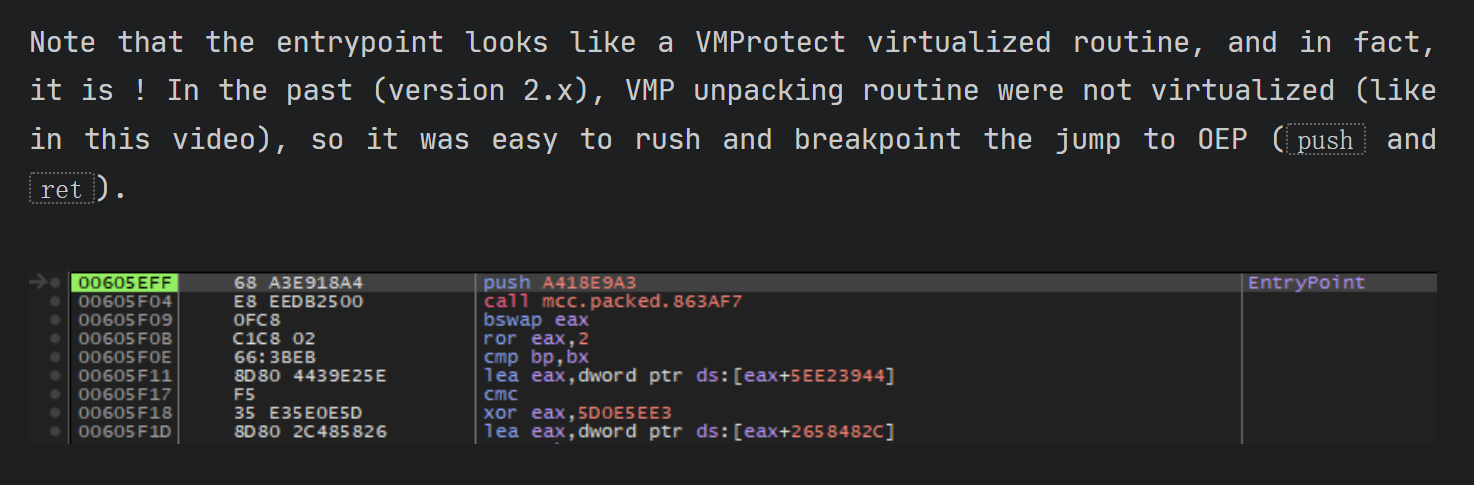 Note that the entrypoint looks like a VMProtect virtualized routine, and in fact,
it is ! In the past (version 2.x), VMP unpacking routine were not virtualized (like
in this video), so it was easy to rush and breakpoint the jump to OEP (push and
ret).
00605EFF 68 A3E918A4 push A418E9A3 EntryPoint
00605F04 E8 EEDB2500 call mcc.packed.863AF7
00605F09 0FC8 bswap eax
00605F0B C1C8 02 ror eax,2
00605F0E 66:3BEB cmp bp,bx
00605F11 8D80 4439E25E lea eax,dword ptr ds:[eax+5EE23944]
00605F17 F5 cmc
00605F18 35 E35E0E5D xor eax,5D0E5EE3
00605F1D 8D80 2C485826 lea eax,dword ptr ds:[eax+2658482C]